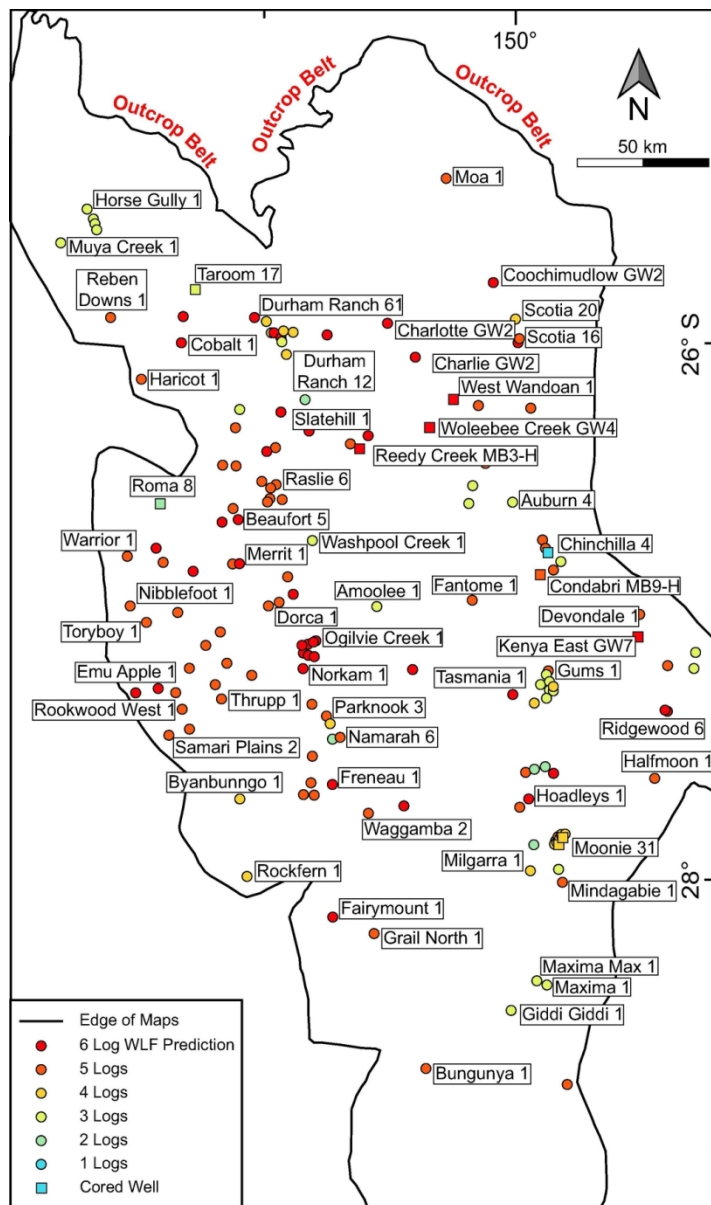 150°
Outcrop Belt
Outcrop Belt
Outcrop Belt
N
50 km
Moa 1
Horse Gully 1
Muya Creek 1
Reben
Downs 1
Taroom 17
Coochimudlow GW2
Durham Ranch 61
Scotia 20
Charlotte GW2
Scotia 16
26° S
Cobalt 1
Charlie GW2
Durham
Ranch 12
Haricot 1
West Wandoan 1
Slatehill 1
Woleebee Creek GW4
Reedy Creek MB3-H
Raslie 6
Roma 8
Auburn 4
Beaufort 5
Warrior 1
Washpool Creek 1
Chinchilla 4
Merrit 1
Condabri MB9-H
Nibblefoot 1
Amoolee 1
Fantome 1
Dorca 1
Devondale 1
Toryboy 1
Ogilvie Creek 1
Kenya East GW7
Emu Apple 1
Norkam 1
Tasmania 1
Gums 1
Rookwood West 1
Thrupp 1
Parknook 3
Ridgewood 6
Samari Plains 2
Namarah 6
Halfmoon 1
Byanbunngo 1
Freneau 1
Hoadleys 1
Waggamba 2
Moonie 31
Milgarra 1
Rockfern 1
28°
Mindagabie 1
Fairymount 1
Grail North 1
Maxima Max 1
Maxima 1
Giddi Giddi 1
Bungunya 1
Edge of Maps
6 Log WLF Prediction
5 Logs
4 Logs
3 Logs
2 Logs
1 Logs
Cored Well